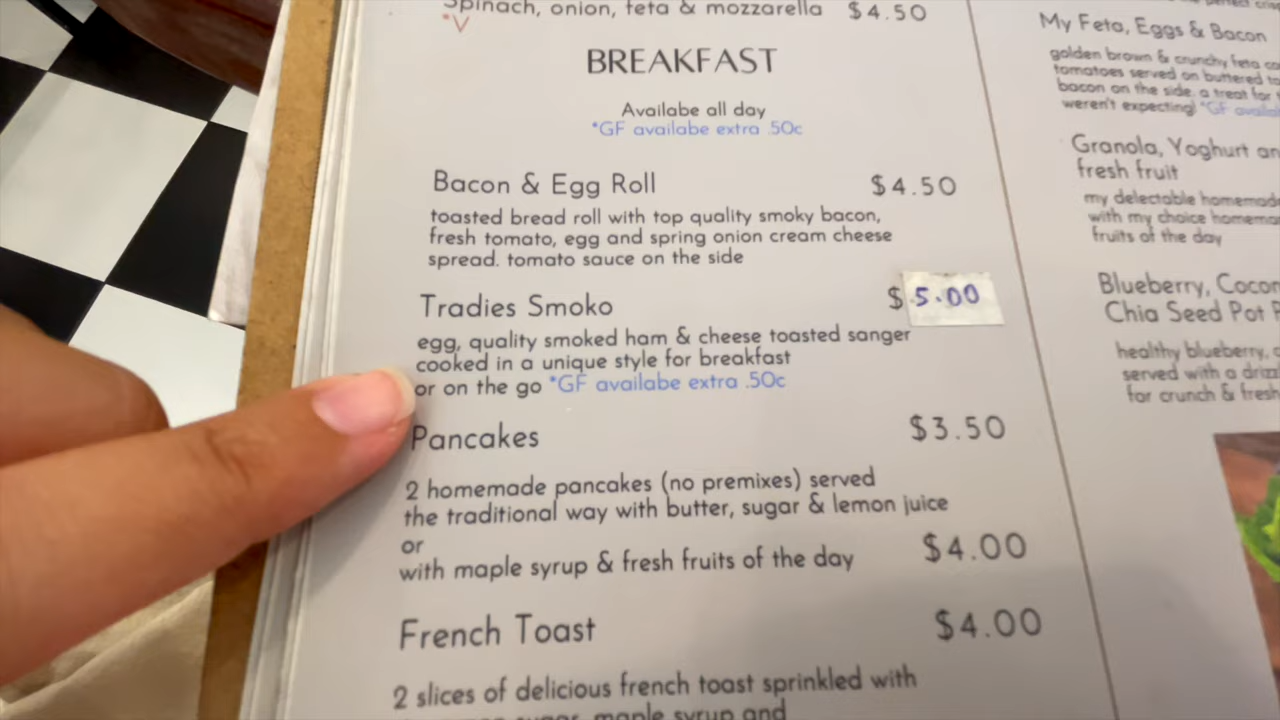 Spinach, onion, feta & mozzarella $4.50
*V
BREAKFAST
Availabe all day
*GF availabe extra .50c
Bacon & Egg Roll $4.50
toasted bread roll with top quality smoky bacon,
fresh tomato, egg and spring onion cream cheese
spread. tomato sauce on the side
Tradies Smoko $5.00
egg, quality smoked ham & cheese toasted sanger
cooked in a unique style for breakfast
or on the go *GF availabe extra .50c
Pancakes $3.50
2 homemade pancakes (no premixes) served
the traditional way with butter, sugar & lemon juice
or
with maple syrup & fresh fruits of the day $4.00
French Toast $4.00
2 slices of delicious french toast sprinkled with
sugar, maple syrup and
My Feta, Eggs & Bacon
golden brown & crunchy feta
tomatoes served on buttered
bacon on the side. a treat for
weren't expecting! *GF
Granola, Yoghurt
fresh fruit
my delectable
with my choice
fruits of the day
Blueberry,
Chia Seed Pot
healthy blueberry,
served with a
for crunch &